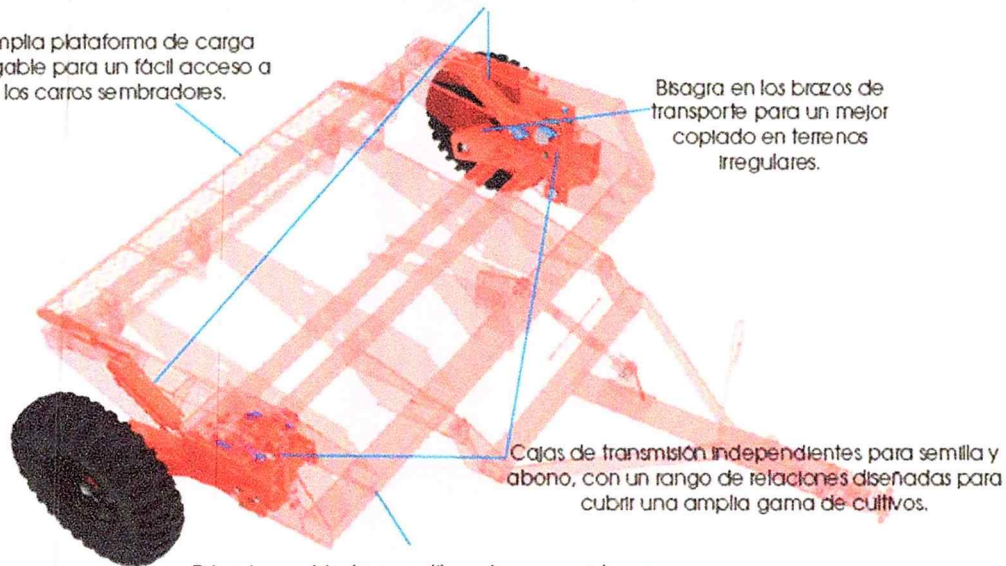 mplia plataforma de carga
gable para un fácil acceso a
los carros sembradores.
Bisagra en los brazos de
transporte para un mejor
copiado en terrenos
irregulares.
Cajas de transmisión independientes para semilla y
abono, con un rango de relaciones diseñadas para
cubrir una amplia gama de cultivos.